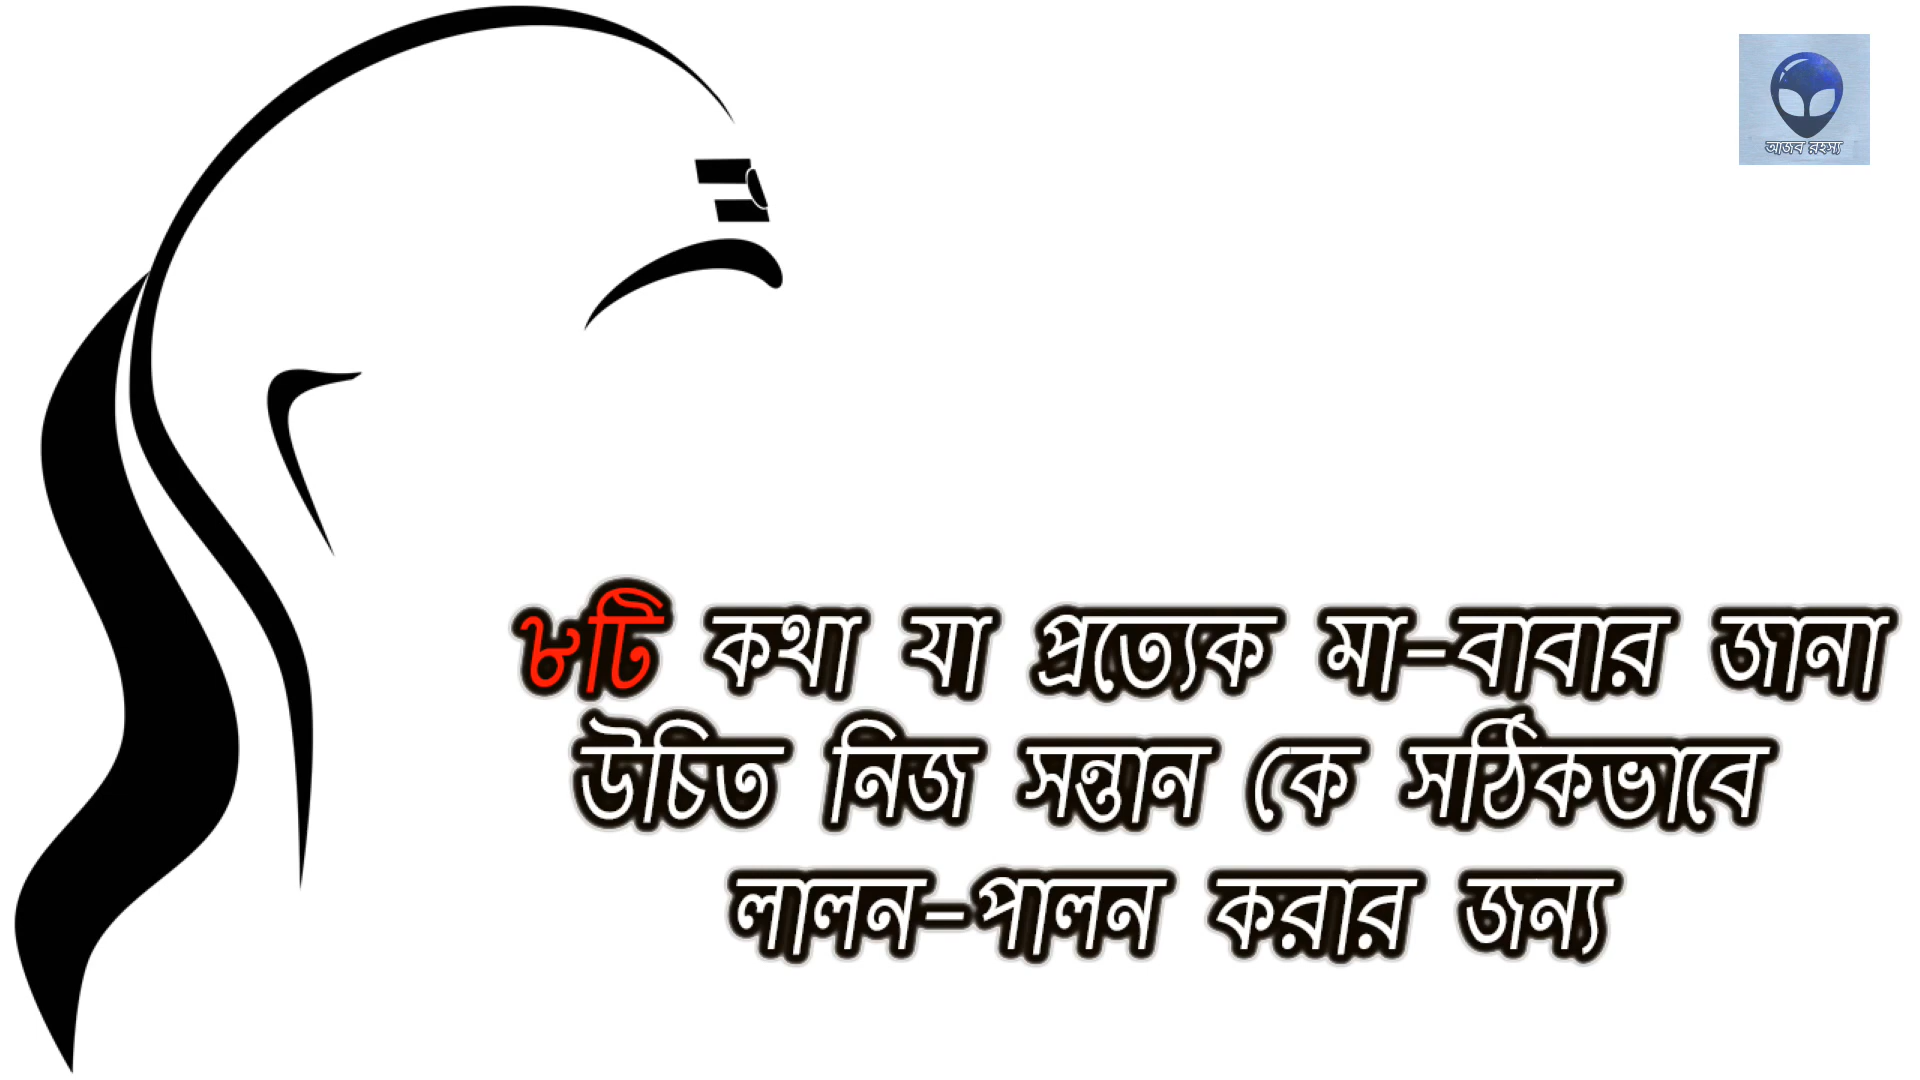 আজব রহস্য
৮টি কথা যা প্রত্যেক মা-বাবার জানা
উচিত নিজ সন্তান কে সঠিকভাবে
লালন-পালন করার জন্য